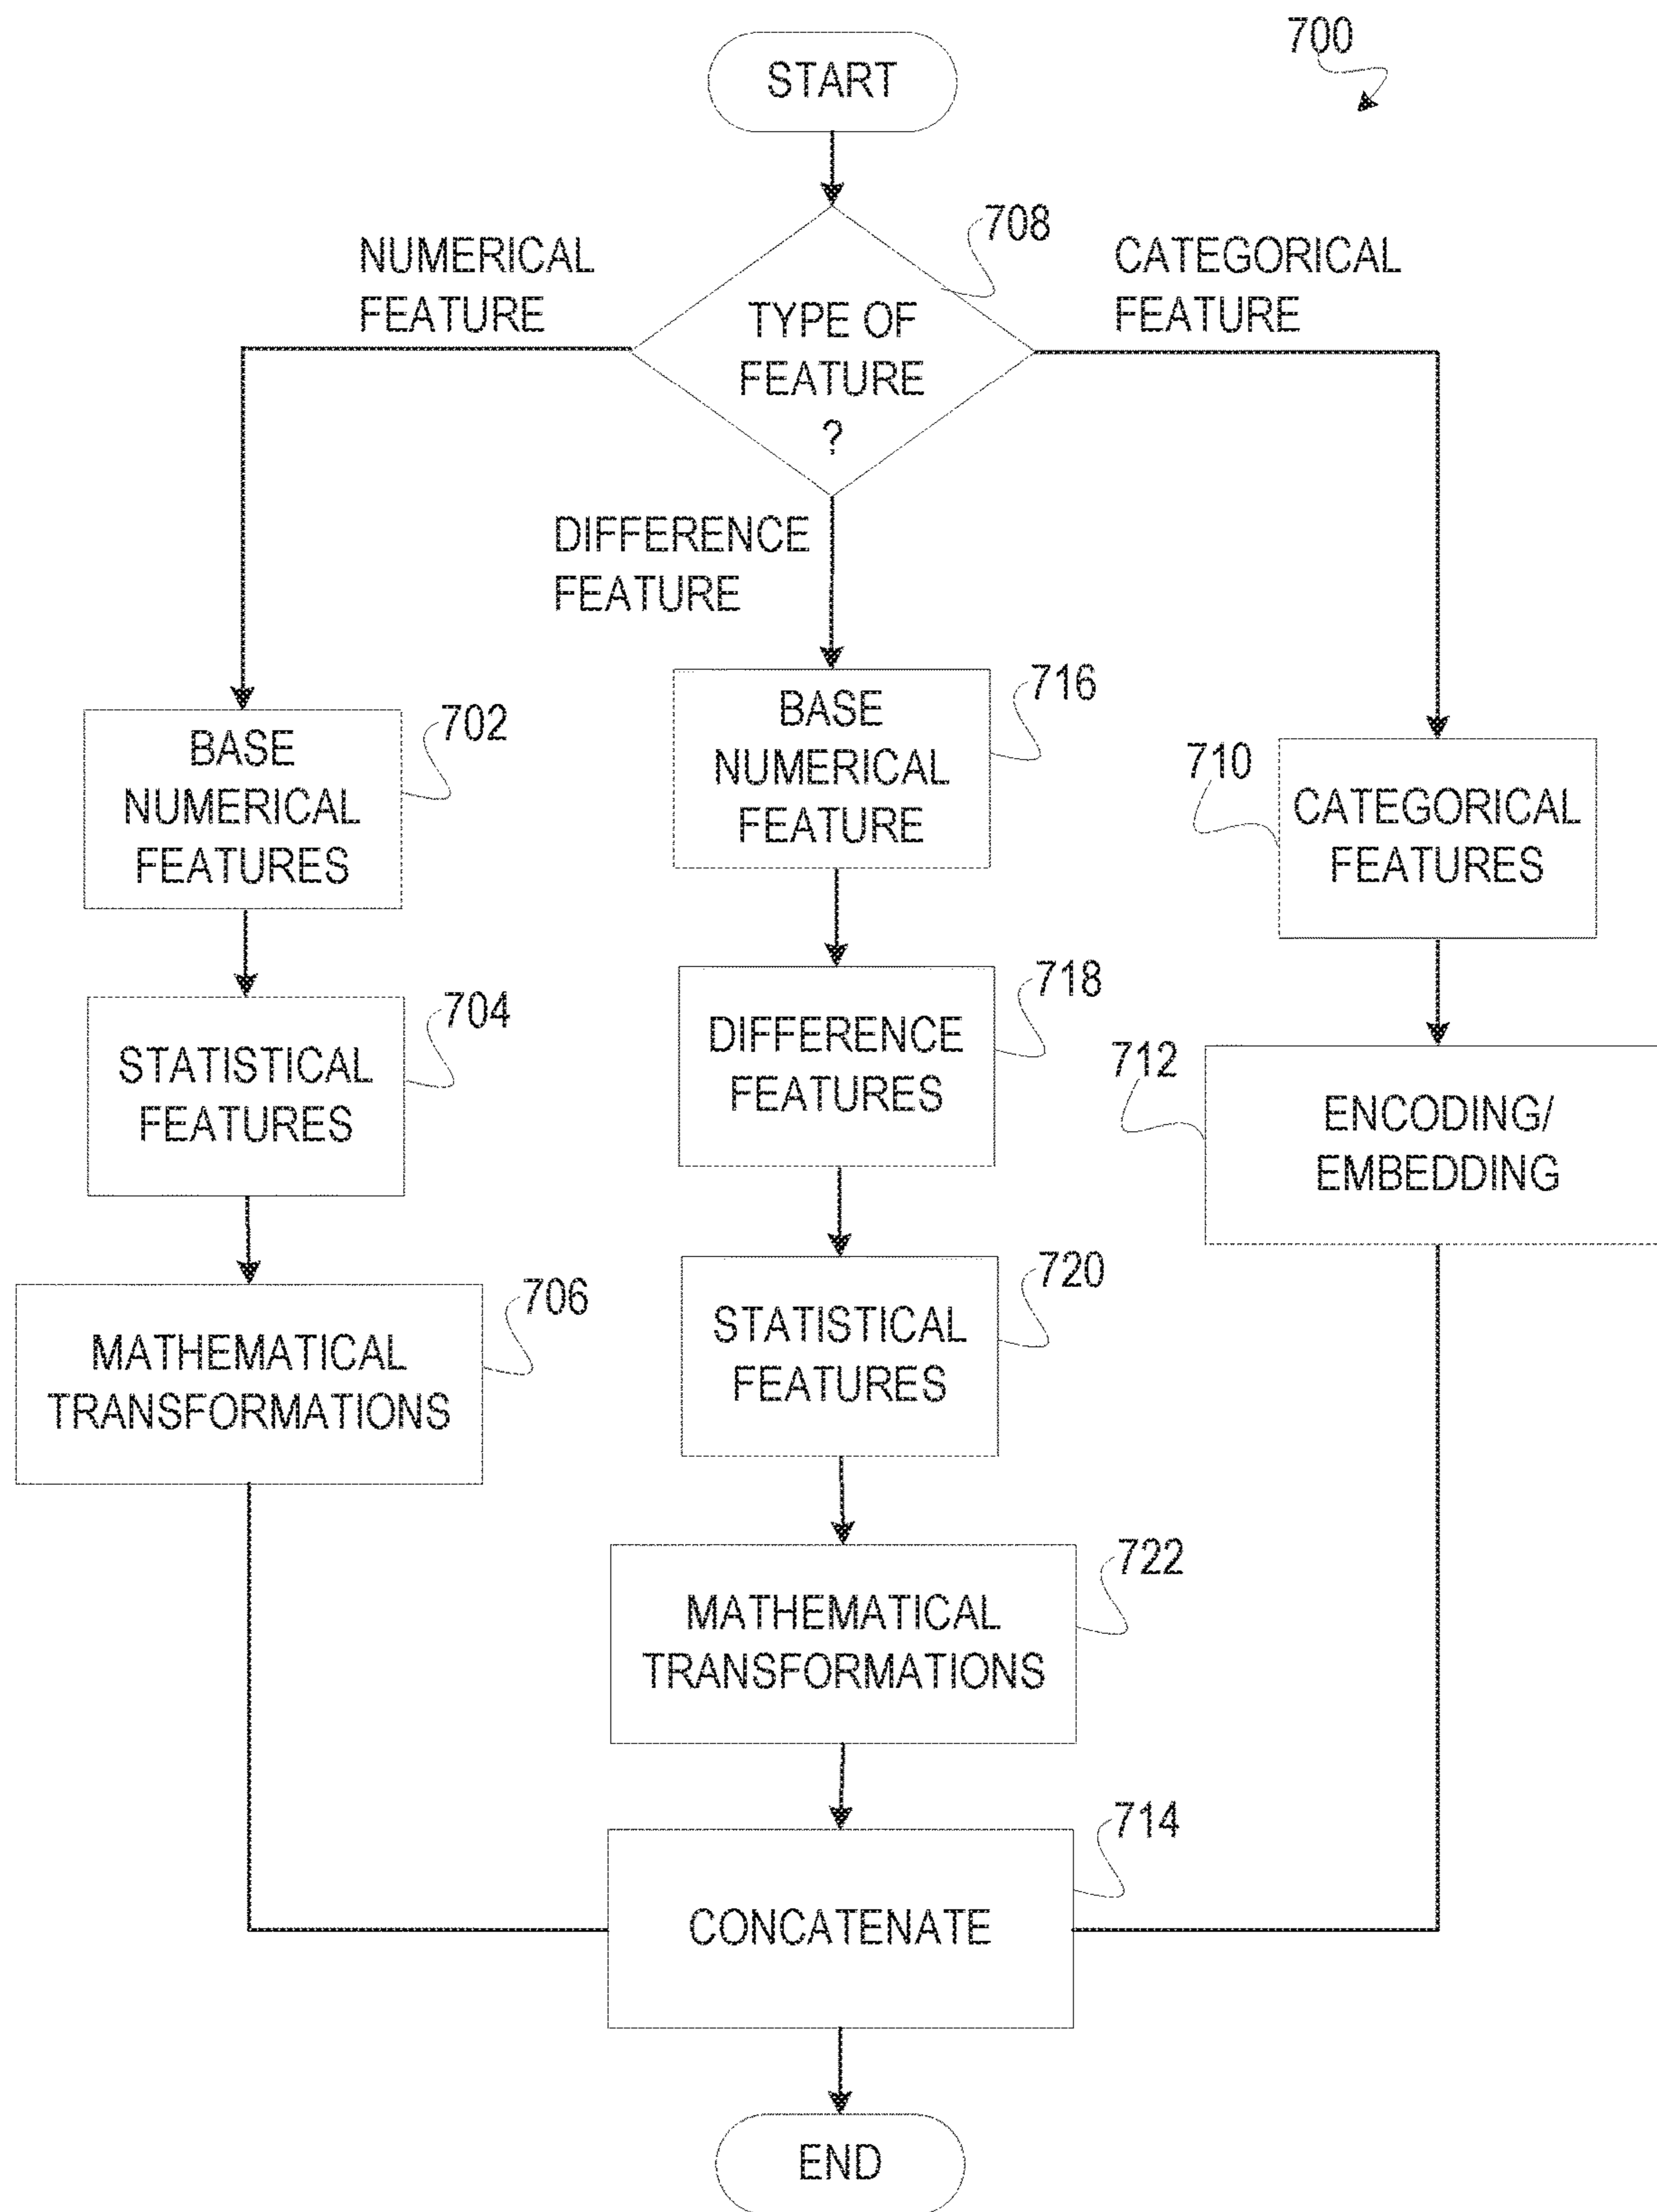 700
START
708
NUMERICAL
FEATURE
CATEGORICAL
FEATURE
TYPE OF
FEATURE
?
DIFFERENCE
FEATURE
702
BASE
NUMERICAL
FEATURES
716
BASE
NUMERICAL
FEATURE
710
CATEGORICAL
FEATURES
704
STATISTICAL
FEATURES
718
DIFFERENCE
FEATURES
712
ENCODING/
EMBEDDING
706
MATHEMATICAL
TRANSFORMATIONS
720
STATISTICAL
FEATURES
722
MATHEMATICAL
TRANSFORMATIONS
714
CONCATENATE
END